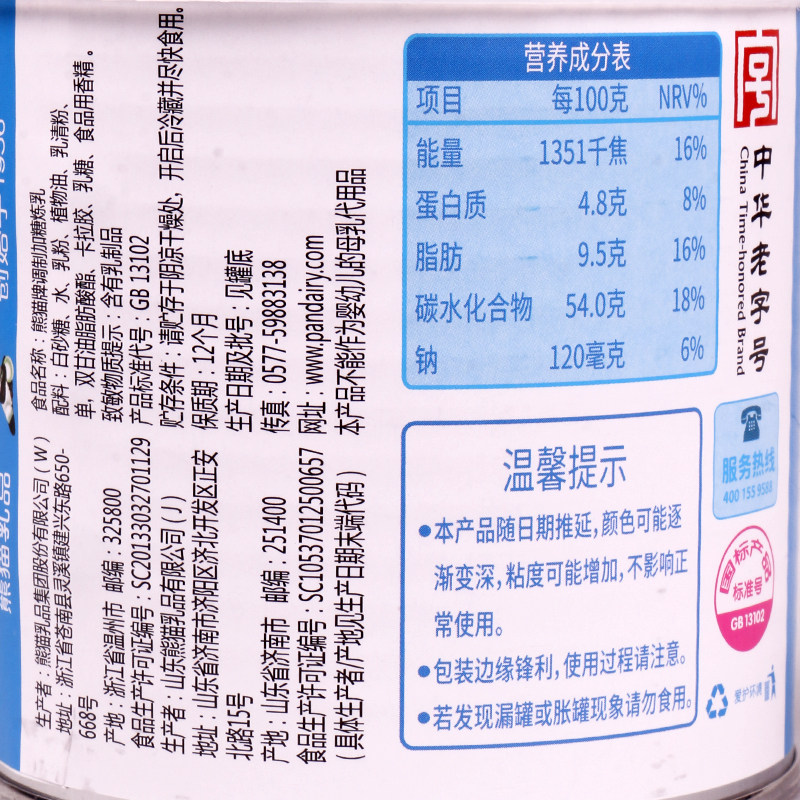 食品名称：熊猫牌调制加糖炼乳
配料：白砂糖、水、乳粉、植物油、乳清粉、
单，双甘油脂肪酸酯、卡拉胶、乳糖、食品用香精。
致敏物质提示：含有乳制品
产品标准代号：GB 13102
贮存条件：请贮存于阴凉干燥处，开启后冷藏并尽快食用。
保质期：12个月
生产日期及批号：见罐底
传真：0577-59883138
网址：www.pandairy.com
本产品不能作为婴幼儿的母乳代用品
生产者：熊猫乳品集团股份有限公司(W)
地址：浙江省苍南县灵溪镇建兴东路650-
668号
产地：浙江省温州市 邮编：325800
食品生产许可证编号：SC20133032701129
生产者：山东熊猫乳品有限公司(J)
地址：山东省济南市济阳区济北开发区正安
北路15号
产地：山东省济南市 邮编：251400
食品生产许可证编号：SC10537012500657
(具体生产者/产地见生产日期末端代码)
熊猫乳品
营养成分表
项目 每100克 NRV%
能量 1351千焦 16%
蛋白质 4.8克 8%
脂肪 9.5克 16%
碳水化合物 54.0克 18%
钠 120毫克 6%
温馨提示
●本产品随日期推延,颜色可能逐
渐变深,粘度可能增加,不影响正
常使用。
●包装边缘锋利,使用过程请注意。
●若发现漏罐或胀罐现象请勿食用。
中华老字号
China Time-honored Brand
服务热线
400 155 9588
国标产品
标准号
GB 13102
爱护环境